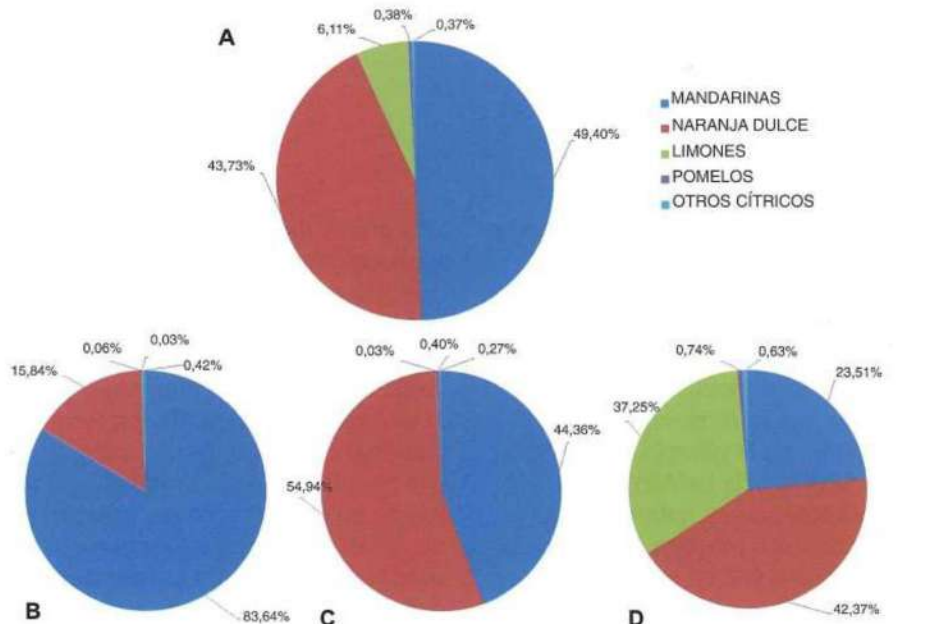 A
0,38%
0,37%
6,11%
49,40%
43,73%
MANDARINAS
NARANJA DULCE
LIMONES
POMELOS
OTROS CÍTRICOS
0,03%
0,06%
0,42%
15,84%
83,64%
B
0,40%
0,03%
0,27%
44,36%
54,94%
C
0,74%
0,63%
23,51%
37,25%
42,37%
D